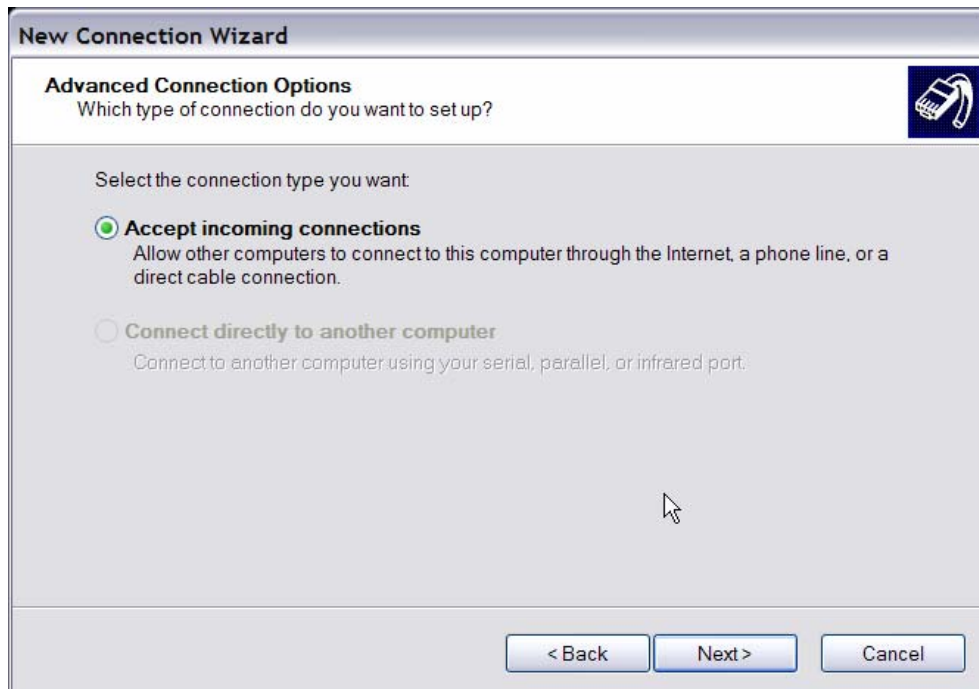 New Connection Wizard
Advanced Connection Options
Which type of connection do you want to set up?
Select the connection type you want:
Accept incoming connections
Allow other computers to connect to this computer through the Internet, a phone line, or a
direct cable connection.
Connect directly to another computer
Connect to another computer using your serial, parallel, or infrared port.
< Back
Next >
Cancel